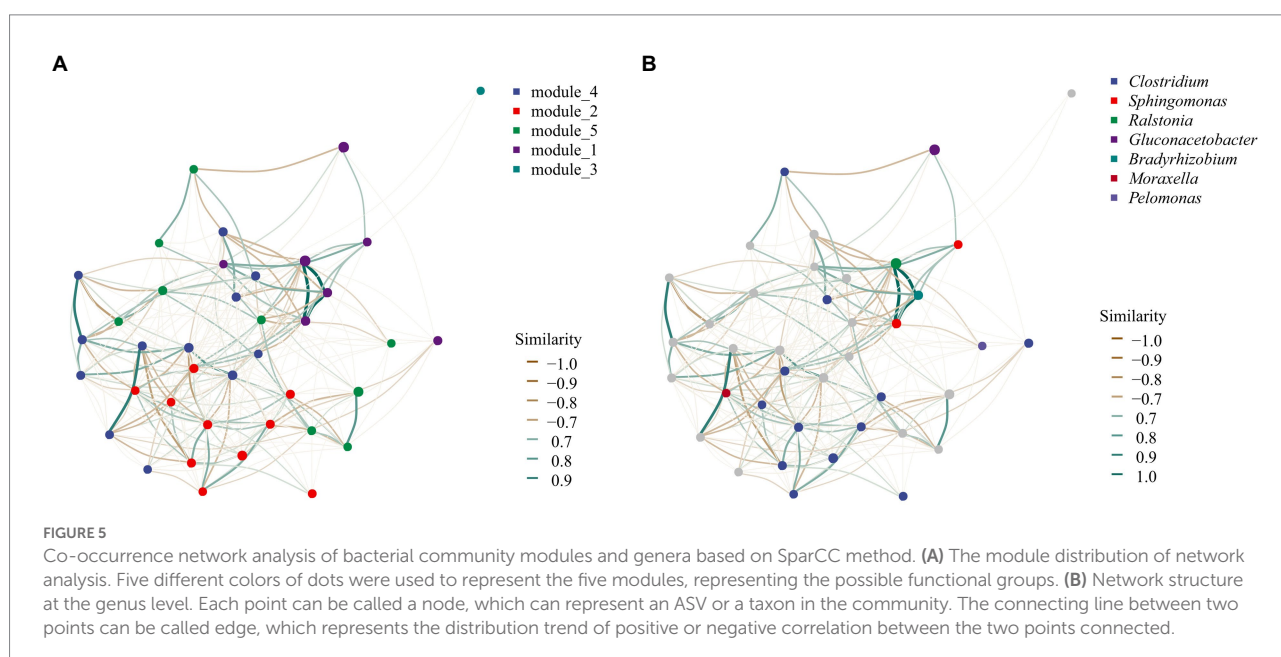 A
module_4
module_2
module_5
module_1
module_3
Similarity
−1.0
−0.9
−0.8
−0.7
0.7
0.8
0.9
B
Clostridium
Sphingomonas
Ralstonia
Gluconacetobacter
Bradyrhizobium
Moraxella
Pelomonas
Similarity
−1.0
−0.9
−0.8
−0.7
0.7
0.8
0.9
1.0
FIGURE 5
Co-occurrence network analysis of bacterial community modules and genera based on SparCC method. (A) The module distribution of network
analysis. Five different colors of dots were used to represent the five modules, representing the possible functional groups. (B) Network structure
at the genus level. Each point can be called a node, which can represent an ASV or a taxon in the community. The connecting line between two
points can be called edge, which represents the distribution trend of positive or negative correlation between the two points connected.